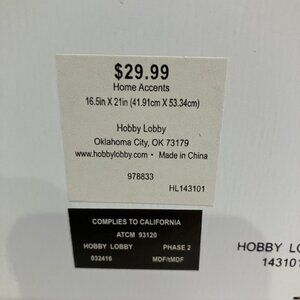 $29.99
Home Accents
16.5in X 21in (41.91cm X 53.34cm)
Hobby Lobby
Oklahoma City, OK 73179
www.hobbylobby.com • Made in China
978833
HL143101
COMPLIES TO CALIFORNIA
ATCM 93120
HOBBY LOBBY PHASE 2
032416 MDF/tMDF
HOBBY LO
143101